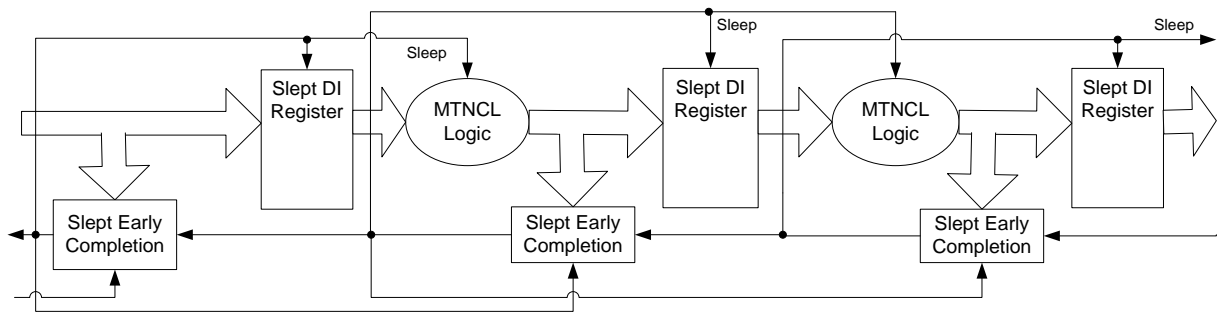 Sleep
Sleep
Sleep
Slept DI
Register
MTNCL
Logic
Slept DI
Register
MTNCL
Logic
Slept DI
Register
Slept Early
Completion
Slept Early
Completion
Slept Early
Completion